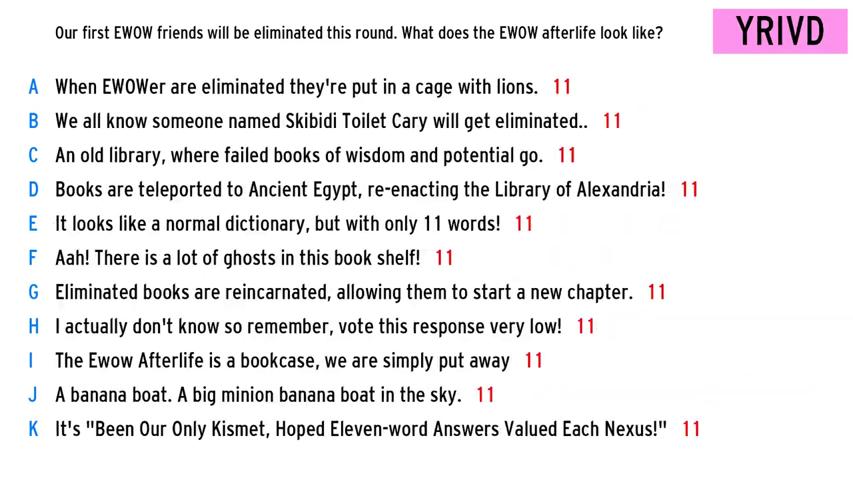 Our first EWOW friends will be eliminated this round. What does the EWOW afterlife look like?
YRIVD
A When EWOWer are eliminated they're put in a cage with lions. 11
B We all know someone named Skibidi Toilet Cary will get eliminated.. 11
C An old library, where failed books of wisdom and potential go. 11
D Books are teleported to Ancient Egypt, re-enacting the Library of Alexandria! 11
E It looks like a normal dictionary, but with only 11 words! 11
F Aah! There is a lot of ghosts in this book shelf! 11
G Eliminated books are reincarnated, allowing them to start a new chapter. 11
H I actually don't know so remember, vote this response very low! 11
I The Ewow Afterlife is a bookcase, we are simply put away 11
J A banana boat. A big minion banana boat in the sky. 11
K It's "Been Our Only Kismet, Hoped Eleven-word Answers Valued Each Nexus!" 11